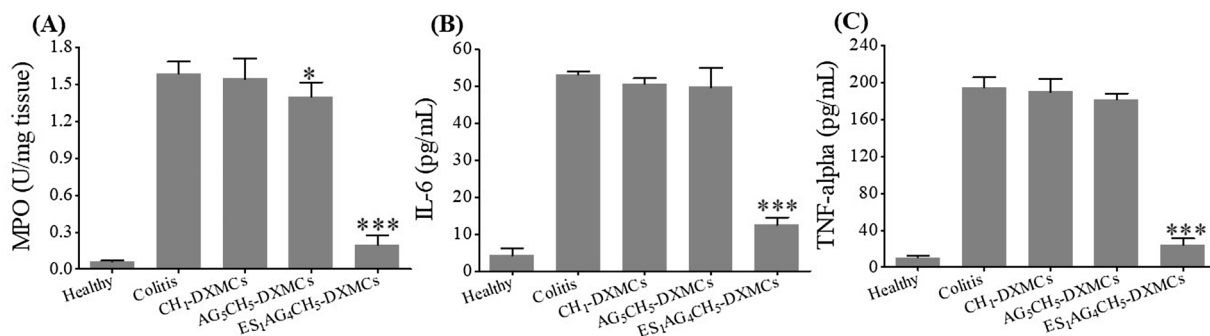 (A)
MPO (U/mg tissue)
1.8
1.5
1.2
0.9
0.6
0.3
0.0
*
***
Healthy
Colitis
CH₁-DXMCs
AG₅CH₅-DXMCs
ES₁AG₄CH₅-DXMCs
(B)
IL-6 (pg/mL)
60
50
40
30
20
10
0
***
Healthy
Colitis
CH₁-DXMCs
AG₅CH₅-DXMCs
ES₁AG₄CH₅-DXMCs
(C)
TNF-alpha (pg/mL)
240
200
160
120
80
40
0
***
Healthy
Colitis
CH₁-DXMCs
AG₅CH₅-DXMCs
ES₁AG₄CH₅-DXMCs